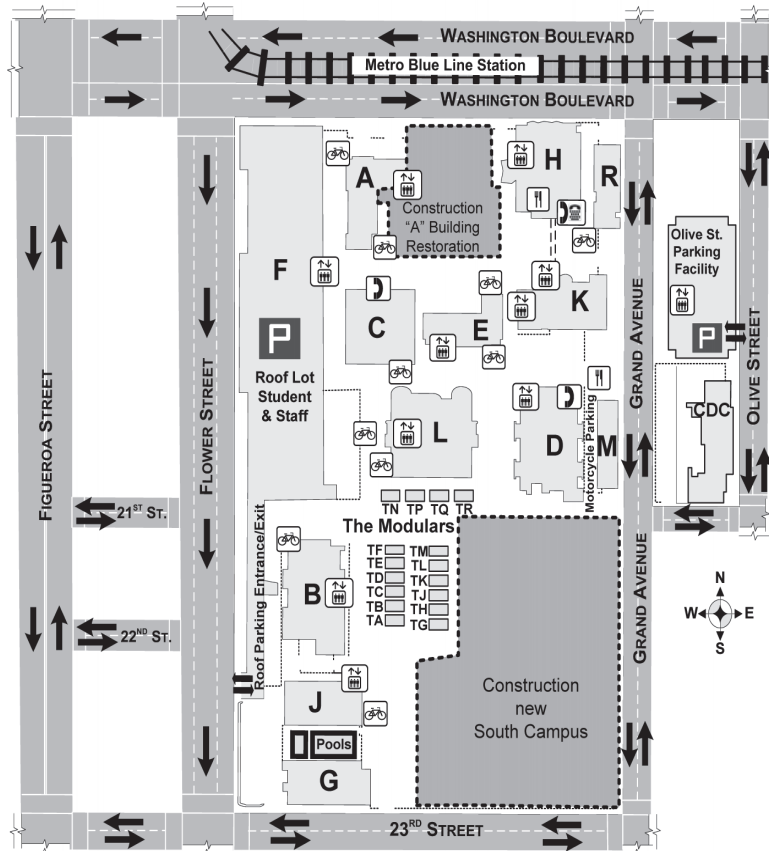 WASHINGTON BOULEVARD
Metro Blue Line Station
WASHINGTON BOULEVARD
A
H
R
Construction
“A” Building
Restoration
Olive St.
Parking
Facility
P
F
P
Roof Lot
Student
& Staff
C
E
K
L
D
M
CDC
Motorcycle Parking
FIGUEROA STREET
FLOWER STREET
GRAND AVENUE
OLIVE STREET
21ST ST.
22ND ST.
Roof Parking Entrance/Exit
TN TP TQ TR
The Modulars
TF TM
TE TL
TD TK
TC TJ
TB TH
TA TG
B
J
Pools
G
Construction
new
South Campus
GRAND AVENUE
N
W E
S
23RD STREET